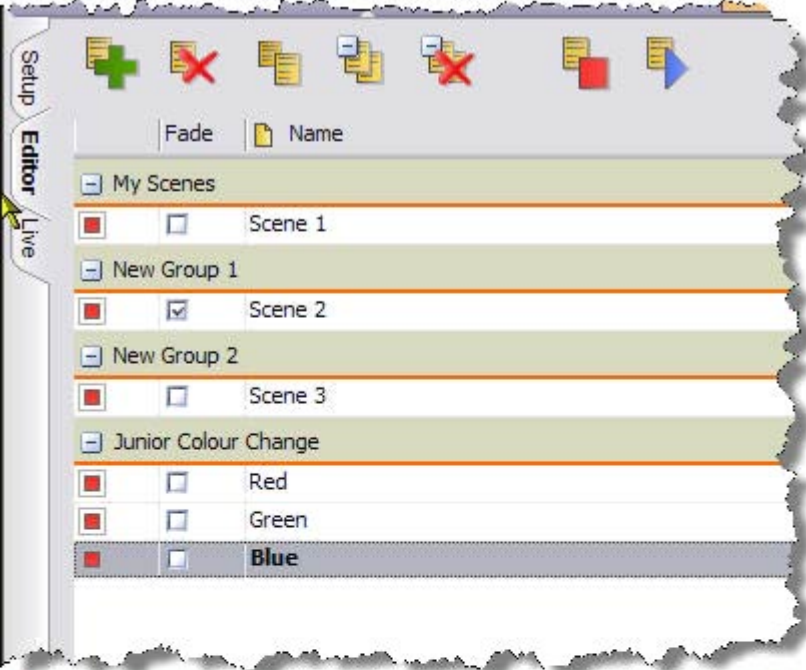 Setup
Editor
Live
Fade Name
My Scenes
Scene 1
New Group 1
Scene 2
New Group 2
Scene 3
Junior Colour Change
Red
Green
Blue